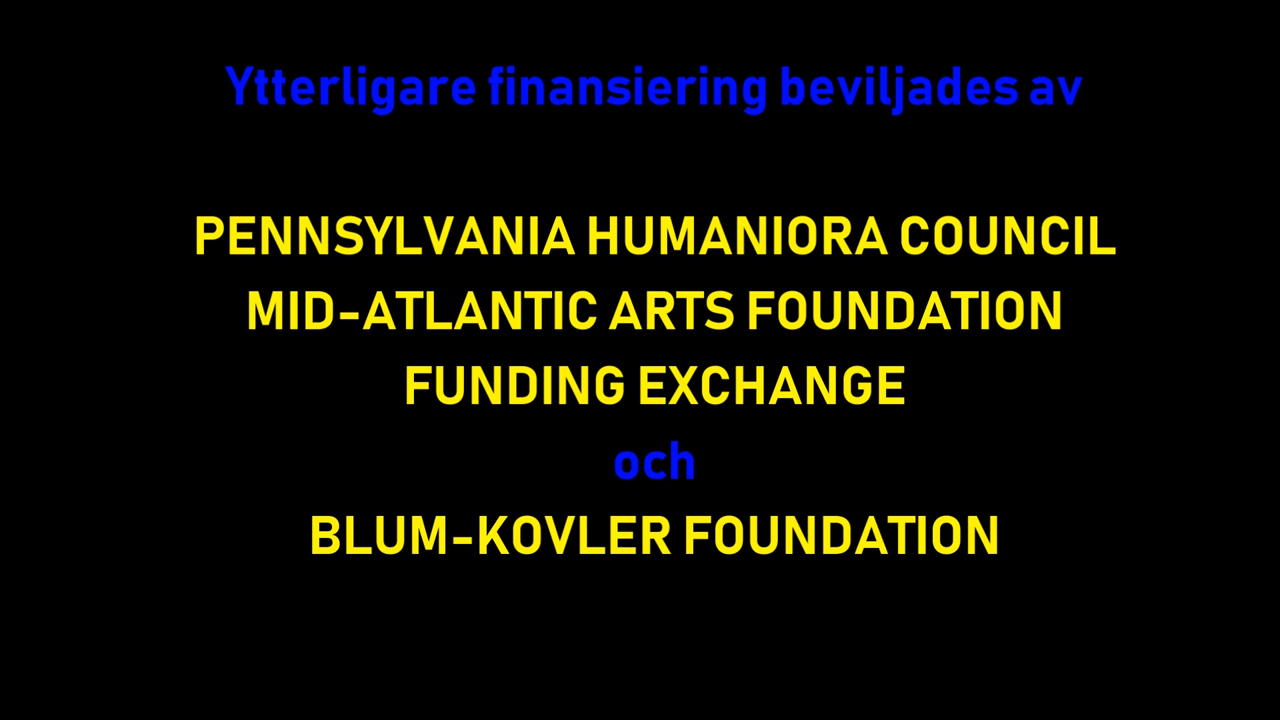 Ytterligare finansiering beviljades av
PENNSYLVANIA HUMANIORA COUNCIL
MID-ATLANTIC ARTS FOUNDATION
FUNDING EXCHANGE
och
BLUM-KOVLER FOUNDATION